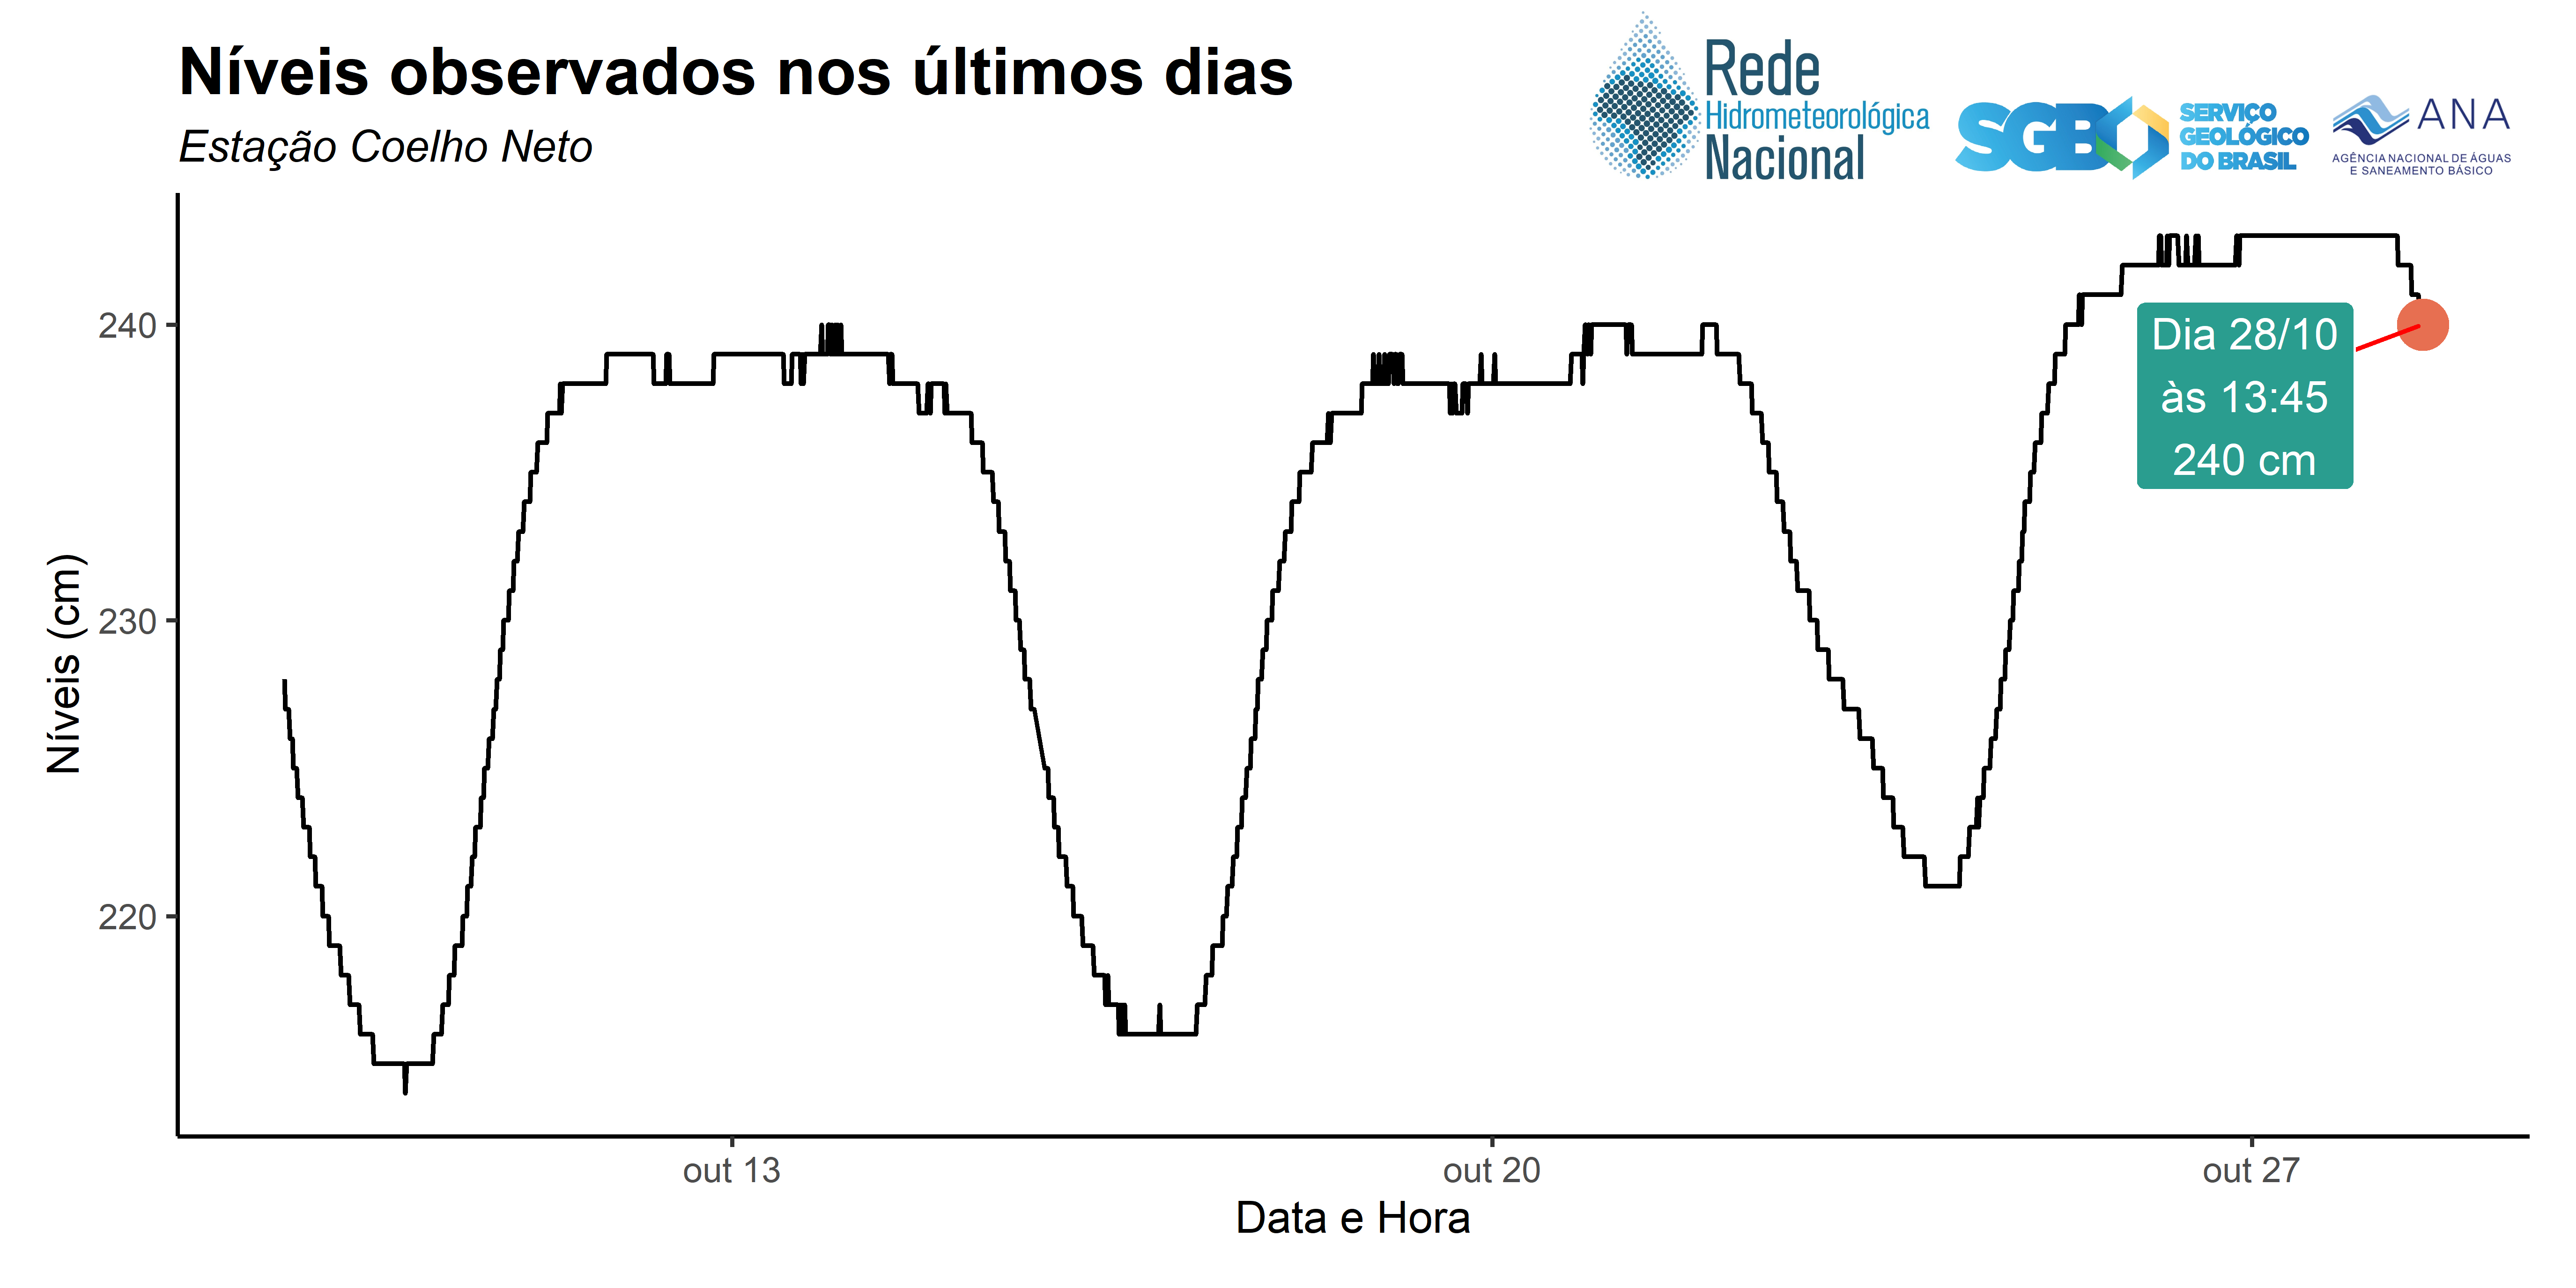 Níveis observados nos últimos dias
Estação Coelho Neto
Rede
Hidrometeorológica
Nacional
SGB
SERVIÇO
GEOLÓGICO
DO BRASIL
ANA
AGÊNCIA NACIONAL DE ÁGUAS
E SANEAMENTO BÁSICO
Níveis (cm)
240
230
220
Dia 28/10
às 13:45
240 cm
out 13
out 20
out 27
Data e Hora